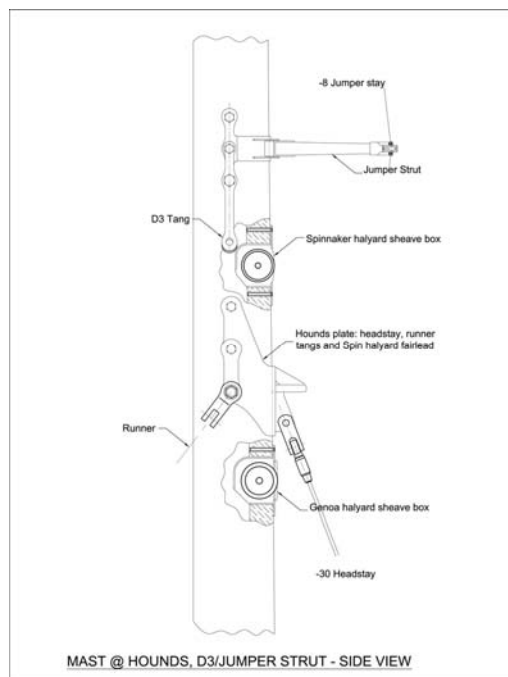 -8 Jumper stay
Jumper Strut
D3 Tang
Spinnaker halyard sheave box
Hounds plate: headstay, runner
tangs and Spin halyard fairlead
Runner
Genoa halyard sheave box
-30 Headstay
MAST @ HOUNDS, D3/JUMPER STRUT - SIDE VIEW